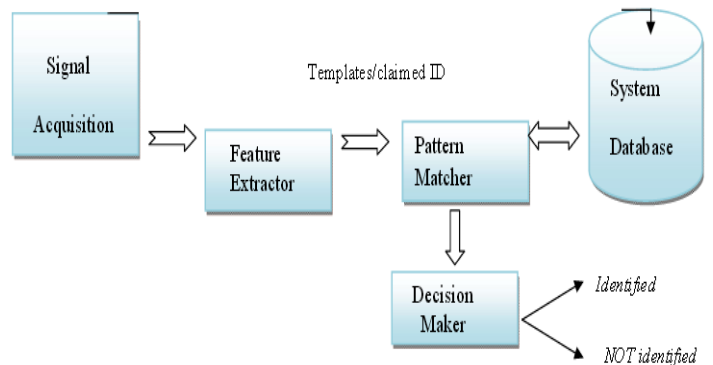 Signal
Acquisition
Templates/claimed ID
Feature
Extractor
Pattern
Matcher
System
Database
Decision
Maker
Identified
NOT identified